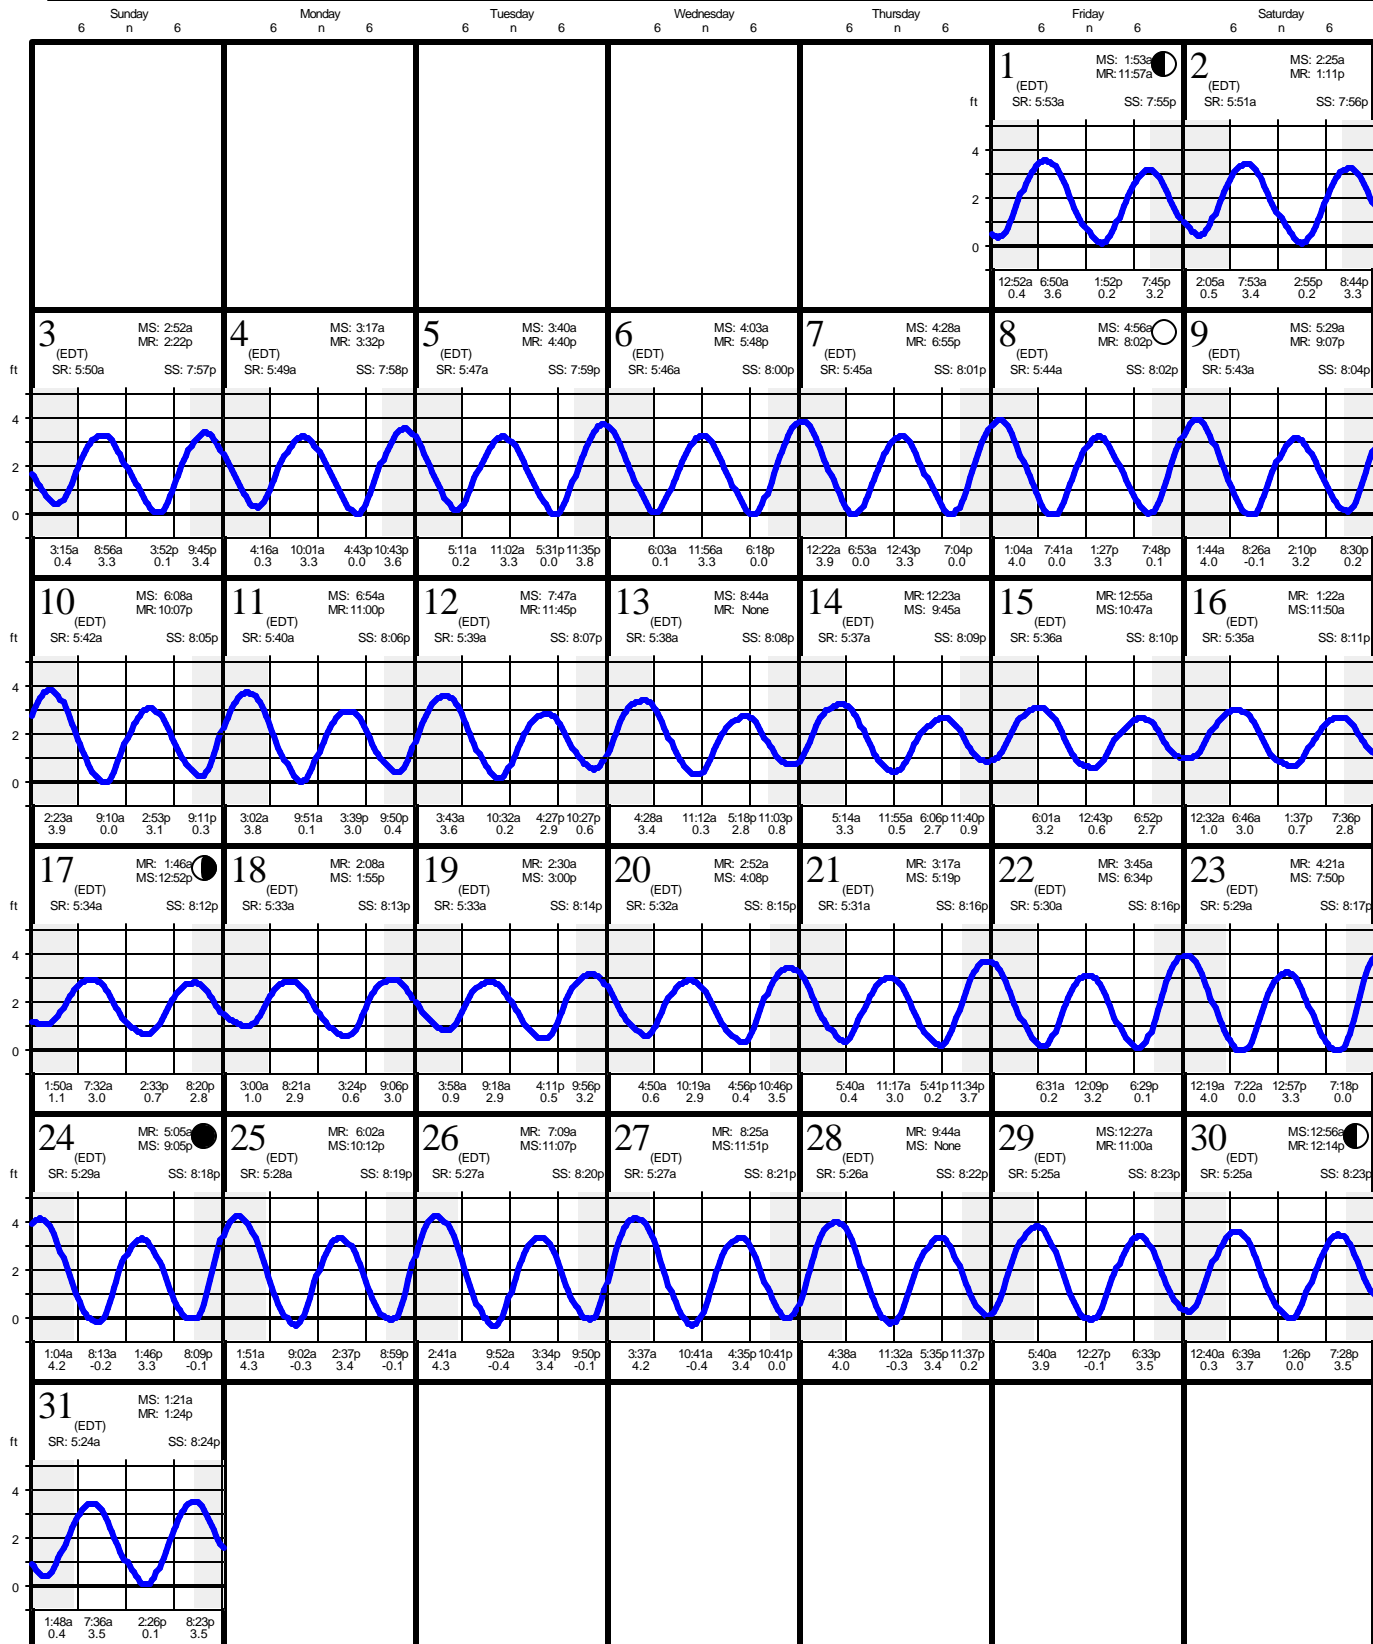 Sunday Monday Tuesday Wednesday Thursday Friday Saturday
6 n 6 6 n 6 6 n 6 6 n 6 6 n 6 6 n 6 6 n 6
1 MS: 1:53a 2 MS: 2:25a
MR: 11:57a MR: 1:11p
(EDT) (EDT)
ft SR: 5:53a SS: 7:55p SR: 5:51a SS: 7:56p
4
2
0
12:52a 6:50a 1:52p 7:45p 2:05a 7:53a 2:55p 8:44p
0.4 3.6 0.2 3.2 0.5 3.4 0.2 3.3
3 MS: 2:52a 4 MS: 3:17a 5 MS: 3:40a 6 MS: 4:03a 7 MS: 4:28a 8 MS: 4:56a 9 MS: 5:29a
MR: 2:22p MR: 3:32p MR: 4:40p MR: 5:48p MR: 6:55p MR: 8:02p MR: 9:07p
(EDT) (EDT) (EDT) (EDT) (EDT) (EDT) (EDT)
ft SR: 5:50a SS: 7:57p SR: 5:49a SS: 7:58p SR: 5:47a SS: 7:59p SR: 5:46a SS: 8:00p SR: 5:45a SS: 8:01p SR: 5:44a SS: 8:02p SR: 5:43a SS: 8:04p
4
2
0
3:15a 8:56a 3:52p 9:45p 4:16a 10:01a 4:43p 10:43p 5:11a 11:02a 5:31p 11:35p 6:03a 11:56a 6:18p 12:22a 6:53a 12:43p 7:04p 1:04a 7:41a 1:27p 7:48p 1:44a 8:26a 2:10p 8:30p
0.4 3.3 0.1 3.4 0.3 3.3 0.0 3.6 0.2 3.3 0.0 3.8 0.1 3.3 0.0 3.9 0.0 3.3 0.0 4.0 0.0 3.3 0.1 4.0 -0.1 3.2 0.2
10 MS: 6:08a 11 MS: 6:54a 12 MS: 7:47a 13 MS: 8:44a 14 MR: 12:23a 15 MR: 12:55a 16 MR: 1:22a
MR: 10:07p MR: 11:00p MR: 11:45p MR: None MS: 9:45a MS: 10:47a MS: 11:50a
(EDT) (EDT) (EDT) (EDT) (EDT) (EDT) (EDT)
ft SR: 5:42a SS: 8:05p SR: 5:40a SS: 8:06p SR: 5:39a SS: 8:07p SR: 5:38a SS: 8:08p SR: 5:37a SS: 8:09p SR: 5:36a SS: 8:10p SR: 5:35a SS: 8:11p
4
2
0
2:23a 9:10a 2:53p 9:11p 3:02a 9:51a 3:39p 9:50p 3:43a 10:32a 4:27p 10:27p 4:28a 11:12a 5:18p 11:03p 5:14a 11:55a 6:06p 11:40p 6:01a 12:43p 6:52p 12:32a 6:46a 1:37p 7:36p
3.9 0.0 3.1 0.3 3.8 0.1 3.0 0.4 3.6 0.2 2.9 0.6 3.4 0.3 2.8 0.8 3.3 0.5 2.7 0.9 3.2 0.6 2.7 1.0 3.0 0.7 2.8
17 MR: 1:46a 18 MR: 2:08a 19 MR: 2:30a 20 MR: 2:52a 21 MR: 3:17a 22 MR: 3:45a 23 MR: 4:21a
MS: 12:52p MS: 1:55p MS: 3:00p MS: 4:08p MS: 5:19p MS: 6:34p MS: 7:50p
(EDT) (EDT) (EDT) (EDT) (EDT) (EDT) (EDT)
ft SR: 5:34a SS: 8:12p SR: 5:33a SS: 8:13p SR: 5:33a SS: 8:14p SR: 5:32a SS: 8:15p SR: 5:31a SS: 8:16p SR: 5:30a SS: 8:16p SR: 5:29a SS: 8:17p
4
2
0
1:50a 7:32a 2:33p 8:20p 3:00a 8:21a 3:24p 9:06p 3:58a 9:18a 4:11p 9:56p 4:50a 10:19a 4:56p 10:46p 5:40a 11:17a 5:41p 11:34p 6:31a 12:09p 6:29p 12:19a 7:22a 12:57p 7:18p
1.1 3.0 0.7 2.8 1.0 2.9 0.6 3.0 0.9 2.9 0.5 3.2 0.6 2.9 0.4 3.5 0.4 3.0 0.2 3.7 0.2 3.2 0.1 4.0 0.0 3.3 0.0
24 MR: 5:05a 25 MR: 6:02a 26 MR: 7:09a 27 MR: 8:25a 28 MR: 9:44a 29 MS: 12:27a 30 MS: 12:56a
MS: 9:05p MS: 10:12p MS: 11:07p MS: 11:51p MS: None MR: 11:00a MR: 12:14p
(EDT) (EDT) (EDT) (EDT) (EDT) (EDT) (EDT)
ft SR: 5:29a SS: 8:18p SR: 5:28a SS: 8:19p SR: 5:27a SS: 8:20p SR: 5:27a SS: 8:21p SR: 5:26a SS: 8:22p SR: 5:25a SS: 8:23p SR: 5:25a SS: 8:23p
4
2
0
1:04a 8:13a 1:46p 8:09p 1:51a 9:02a 2:37p 8:59p 2:41a 9:52a 3:34p 9:50p 3:37a 10:41a 4:35p 10:41p 4:38a 11:32a 5:35p 11:37p 5:40a 12:27p 6:33p 12:40a 6:39a 1:26p 7:28p
4.2 -0.2 3.3 -0.1 4.3 -0.3 3.4 -0.1 4.3 -0.4 3.4 -0.1 4.2 -0.4 3.4 0.0 4.0 -0.3 3.4 0.2 3.9 -0.1 3.5 0.3 3.7 0.0 3.5
31 MS: 1:21a
MR: 1:24p
(EDT)
ft SR: 5:24a SS: 8:24p
4
2
0
1:48a 7:36a 2:26p 8:23p
0.4 3.5 0.1 3.5